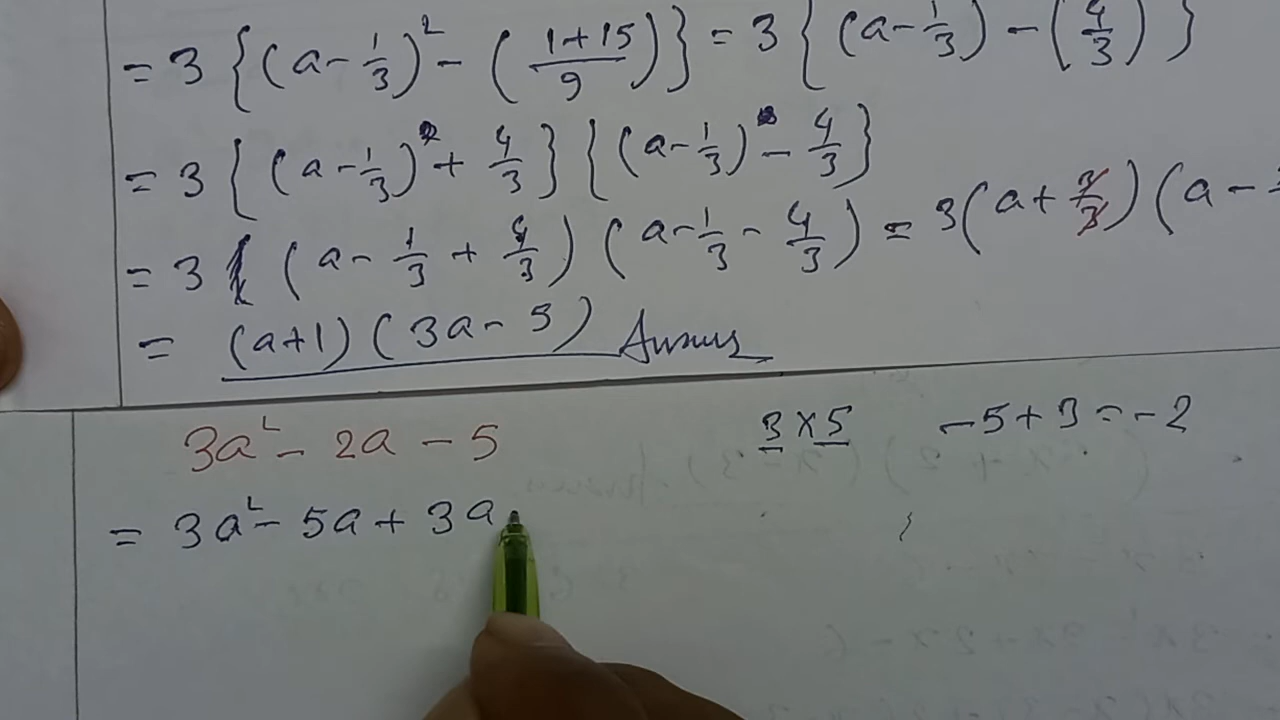 = 3 {(a - 1/3)² - (1+15/9)} = 3 {(a - 1/3) - (4/3) }
= 3 {(a - 1/3) + 4/3} {(a - 1/3) - 4/3}
= 3 (a - 1/3 + 4/3) (a - 1/3 - 4/3) = 3(a + 3/3) (a -
= (a+1) (3a - 5) Answer
3a² - 2a - 5 3 × 5 -5 + 3 = -2
= 3a² - 5a + 3a